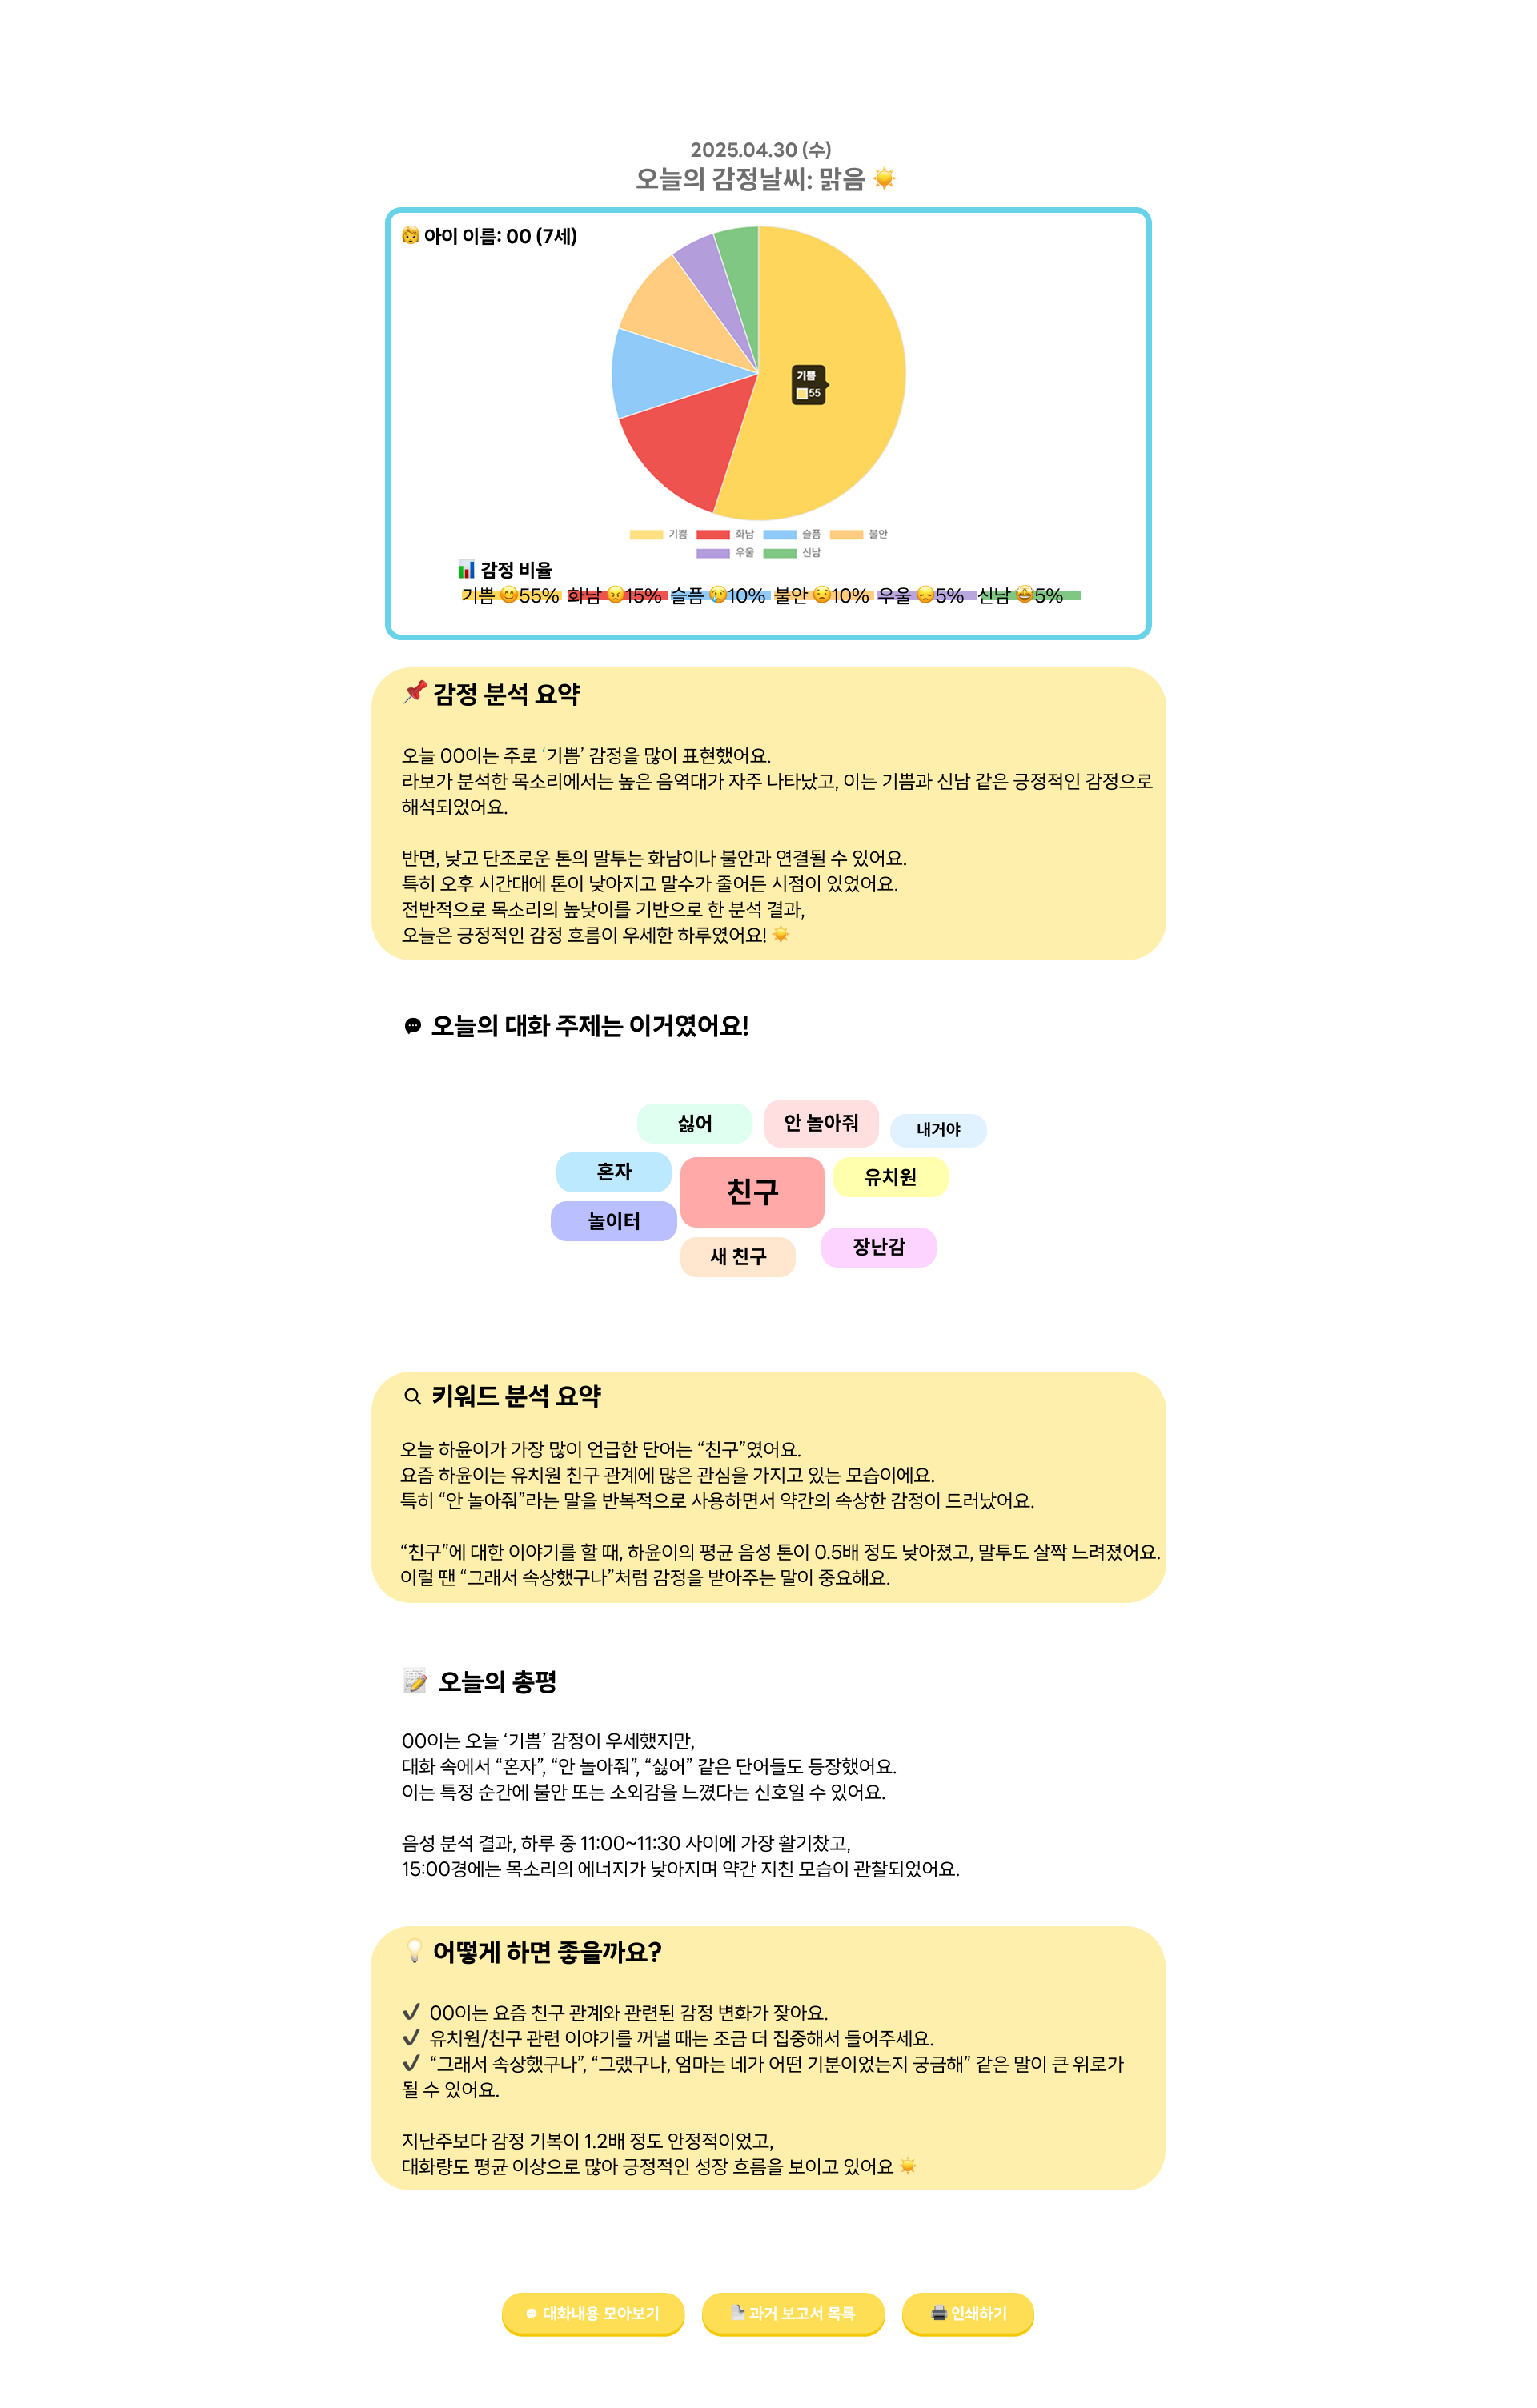 2025.04.30 (수)
오늘의 감정날씨: 맑음 ☀️
👧 아이 이름: 00 (7세)
기쁨
55
기쁨 화남 슬픔 불안
우울 신남
📊 감정 비율
기쁨 😊55% 화남 😠15% 슬픔 😢10% 불안 😟10% 우울 😞5% 신남 🤩5%
📌 감정 분석 요약
오늘 00이는 주로 ‘기쁨’ 감정을 많이 표현했어요.
라보가 분석한 목소리에서는 높은 음역대가 자주 나타났고, 이는 기쁨과 신남 같은 긍정적인 감정으로
해석되었어요.
반면, 낮고 단조로운 톤의 말투는 화남이나 불안과 연결될 수 있어요.
특히 오후 시간대에 톤이 낮아지고 말수가 줄어든 시점이 있었어요.
전반적으로 목소리의 높낮이를 기반으로 한 분석 결과,
오늘은 긍정적인 감정 흐름이 우세한 하루였어요! ☀️
💬 오늘의 대화 주제는 이거였어요!
싫어
안 놀아줘
내거야
혼자
친구
유치원
놀이터
새 친구
장난감
🔍 키워드 분석 요약
오늘 하윤이가 가장 많이 언급한 단어는 “친구”였어요.
요즘 하윤이는 유치원 친구 관계에 많은 관심을 가지고 있는 모습이에요.
특히 “안 놀아줘”라는 말을 반복적으로 사용하면서 약간의 속상한 감정이 드러났어요.
“친구”에 대한 이야기를 할 때, 하윤이의 평균 음성 톤이 0.5배 정도 낮아졌고, 말투도 살짝 느려졌어요.
이럴 땐 “그래서 속상했구나”처럼 감정을 받아주는 말이 중요해요.
📝 오늘의 총평
00이는 오늘 ‘기쁨’ 감정이 우세했지만,
대화 속에서 “혼자”, “안 놀아줘”, “싫어” 같은 단어들도 등장했어요.
이는 특정 순간에 불안 또는 소외감을 느꼈다는 신호일 수 있어요.
음성 분석 결과, 하루 중 11:00~11:30 사이에 가장 활기찼고,
15:00경에는 목소리의 에너지가 낮아지며 약간 지친 모습이 관찰되었어요.
💡 어떻게 하면 좋을까요?
✔ 00이는 요즘 친구 관계와 관련된 감정 변화가 잦아요.
✔ 유치원/친구 관련 이야기를 꺼낼 때는 조금 더 집중해서 들어주세요.
✔ “그래서 속상했구나”, “그랬구나, 엄마는 네가 어떤 기분이었는지 궁금해” 같은 말이 큰 위로가
될 수 있어요.
지난주보다 감정 기복이 1.2배 정도 안정적이었고,
대화량도 평균 이상으로 많아 긍정적인 성장 흐름을 보이고 있어요 ☀️
대화내용 모아보기
과거 보고서 목록
🖨️ 인쇄하기